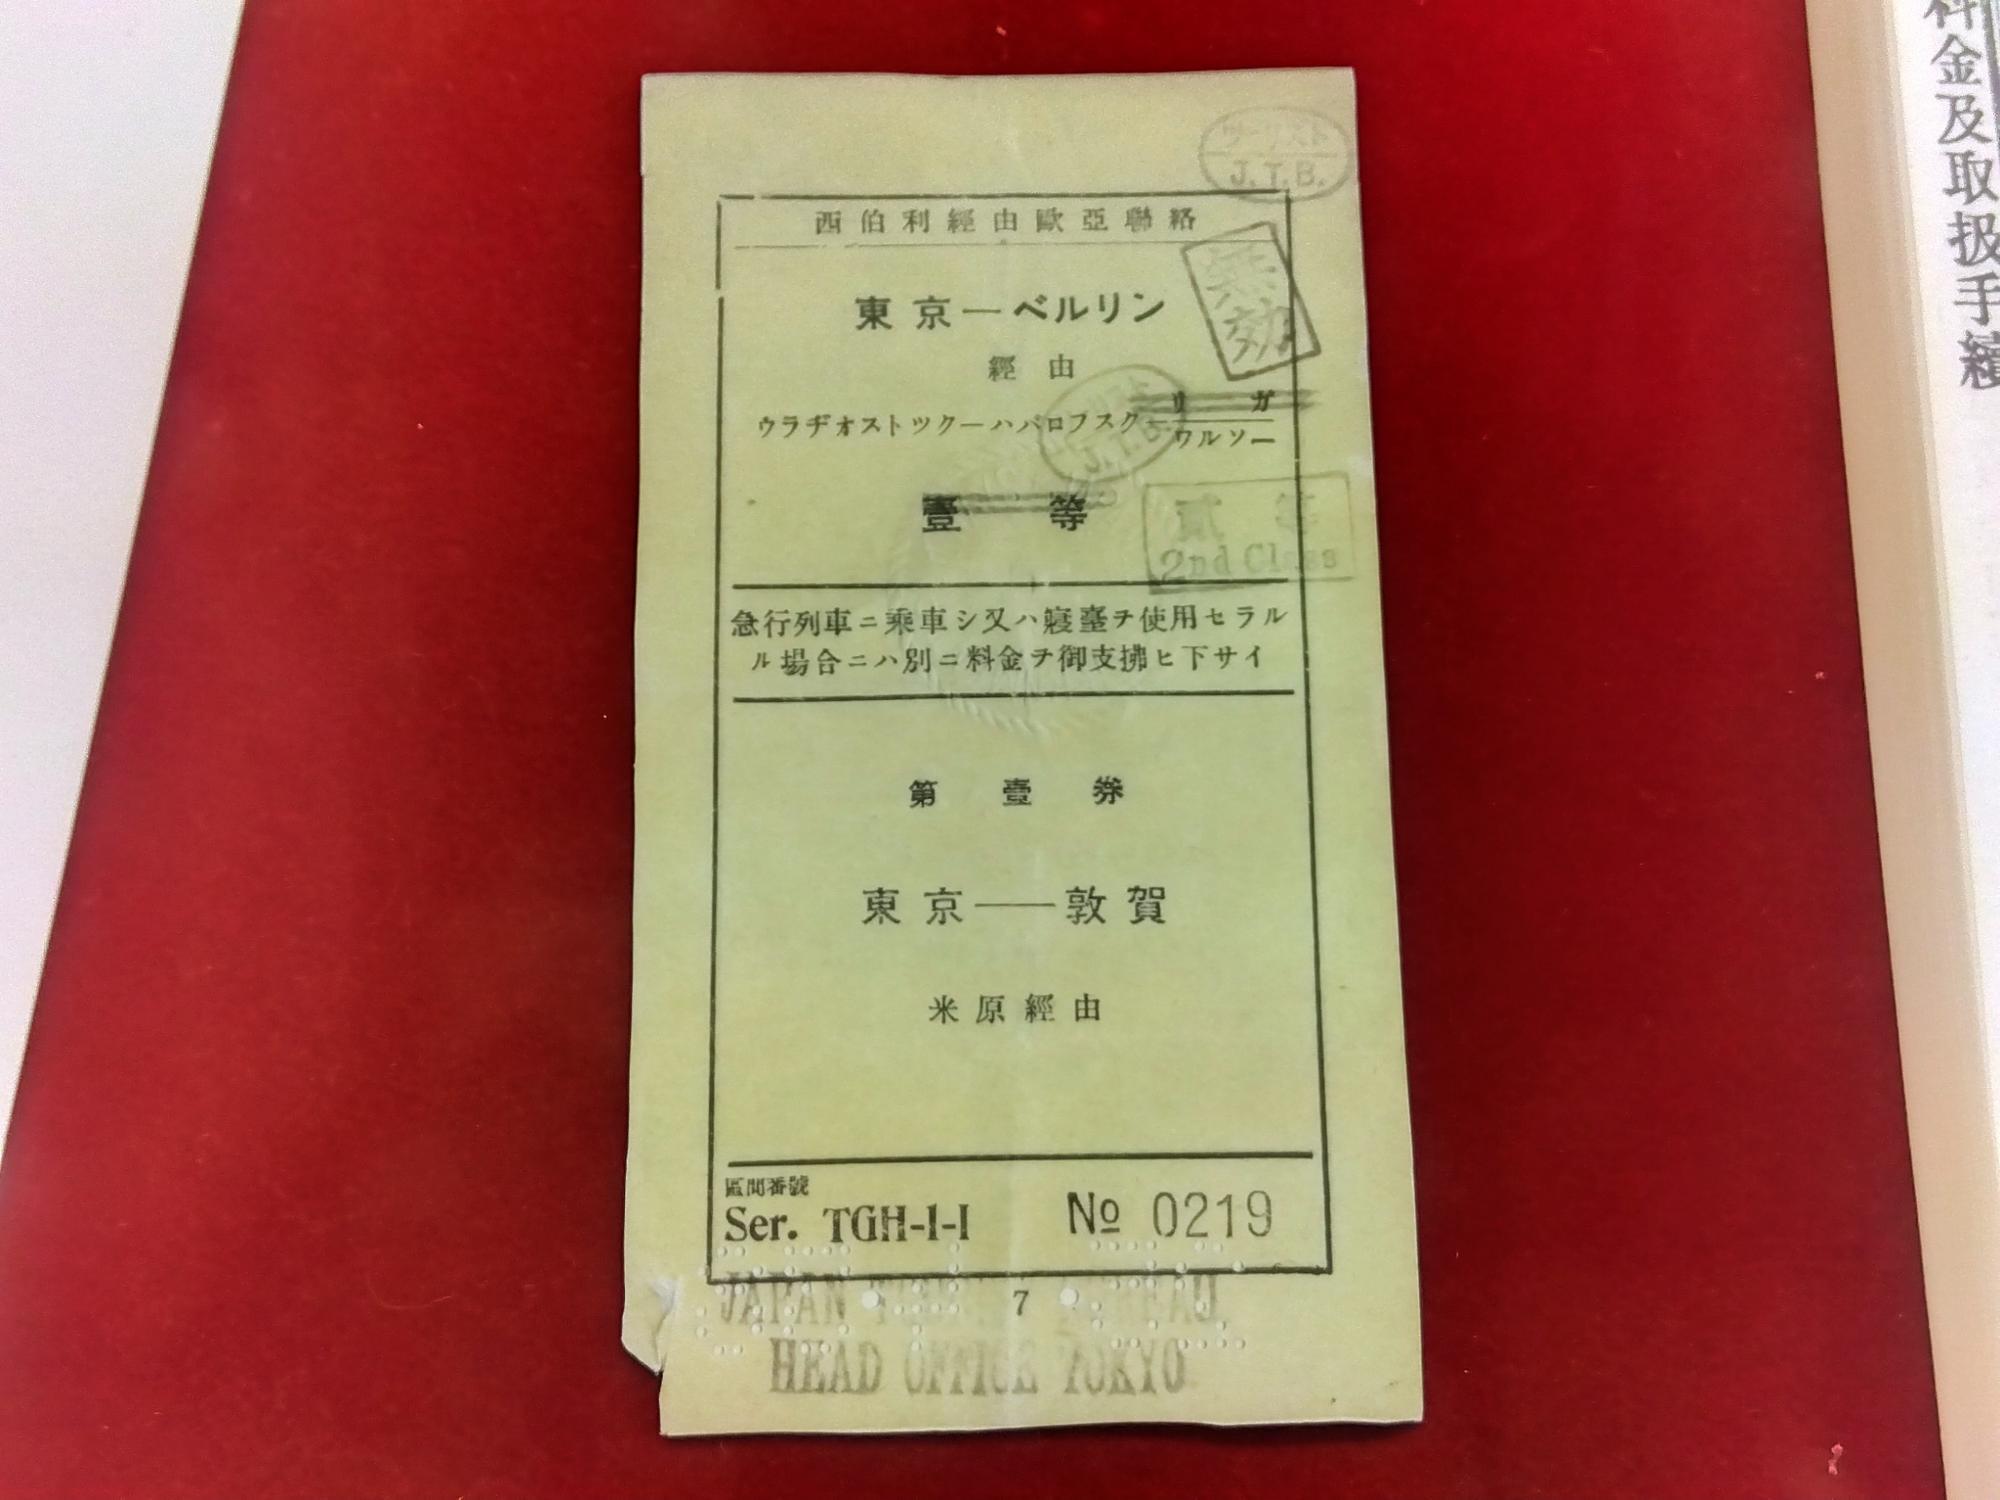 ツーリスト
J.T.B.
西伯利經由歐亞聯絡
無効
東京—ベルリン
經由
リガ
ウラヂオストツク—ハバロフスク—ワルソー
J.T.B.
壹等
貳等
2nd Class
急行列車ニ乘車シ又ハ寢臺ヲ使用セラル
ル場合ニハ別ニ料金ヲ御支拂ヒ下サイ
第壹券
東京——敦賀
米原經由
區間番號
Ser. TGH-1-I
№ 0219
JAPAN TOURIST BUREAU
7
HEAD OFFICE TOKYO
料金及取扱手續